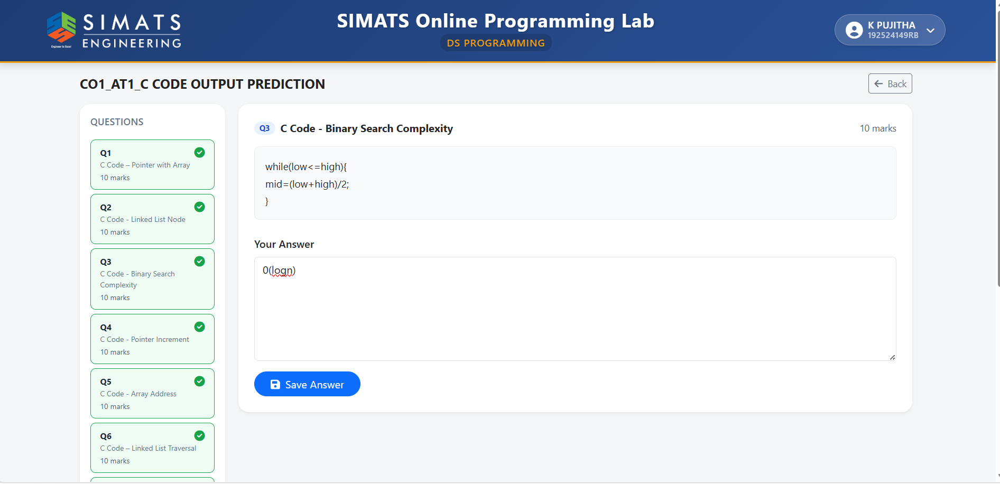 SIMATS
ENGINEERING
Engineer to Excel
SIMATS Online Programming Lab
DS PROGRAMMING
K PUJITHA
192524149RB
CO1_AT1_C CODE OUTPUT PREDICTION
Back
QUESTIONS
Q1
C Code – Pointer with Array
10 marks
Q2
C Code - Linked List Node
10 marks
Q3
C Code - Binary Search
Complexity
10 marks
Q4
C Code - Pointer Increment
10 marks
Q5
C Code - Array Address
10 marks
Q6
C Code – Linked List Traversal
10 marks
Q3 C Code - Binary Search Complexity
10 marks
while(low<=high){
mid=(low+high)/2;
}
Your Answer
0(logn)
Save Answer